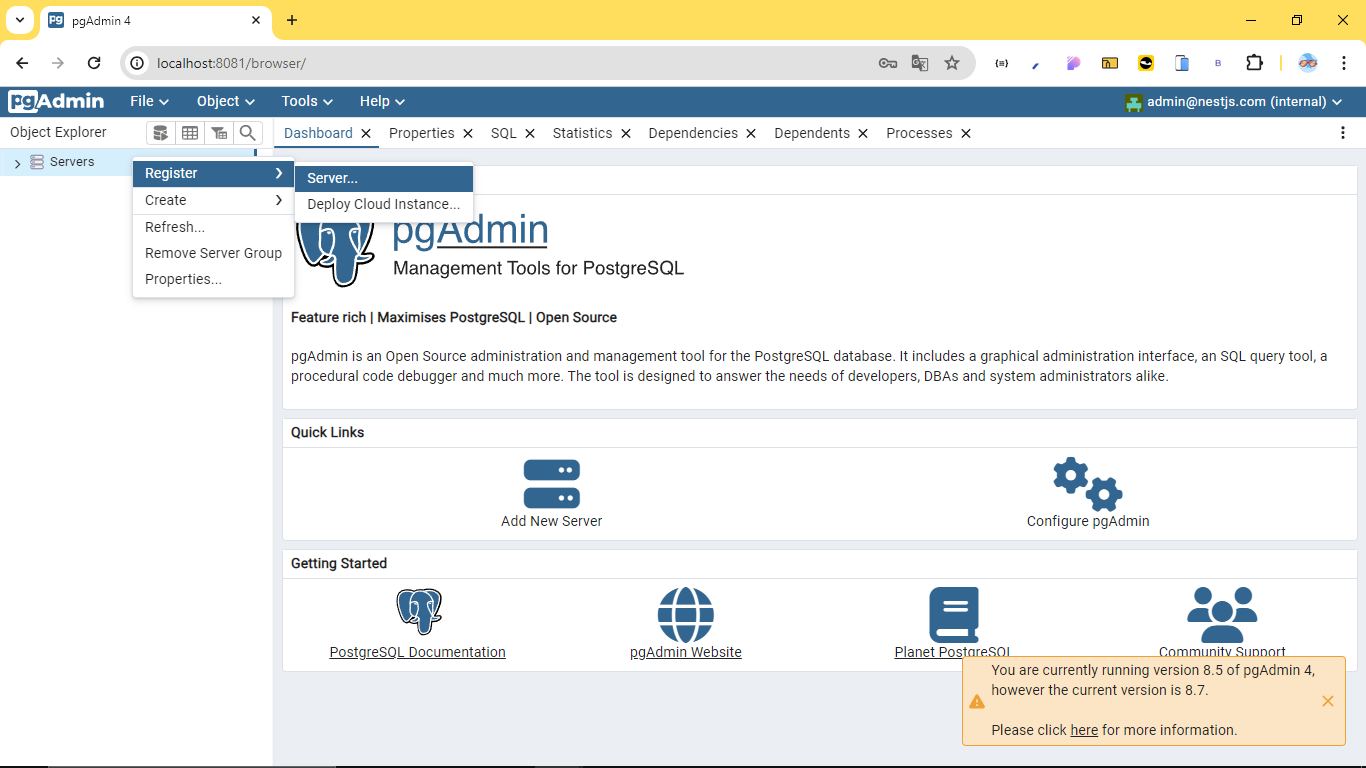 pgAdmin 4
localhost:8081/browser/
pgAdmin File Object Tools Help admin@nestjs.com (internal)
Object Explorer
Dashboard Properties SQL Statistics Dependencies Dependents Processes
Servers
Register
Create
Refresh...
Remove Server Group
Properties...
Server...
Deploy Cloud Instance...
pgAdmin
Management Tools for PostgreSQL
Feature rich | Maximises PostgreSQL | Open Source
pgAdmin is an Open Source administration and management tool for the PostgreSQL database. It includes a graphical administration interface, an SQL query tool, a
procedural code debugger and much more. The tool is designed to answer the needs of developers, DBAs and system administrators alike.
Quick Links
Add New Server
Configure pgAdmin
Getting Started
PostgreSQL Documentation
pgAdmin Website
Planet PostgreSQL
Community Support
You are currently running version 8.5 of pgAdmin 4,
however the current version is 8.7.
Please click here for more information.